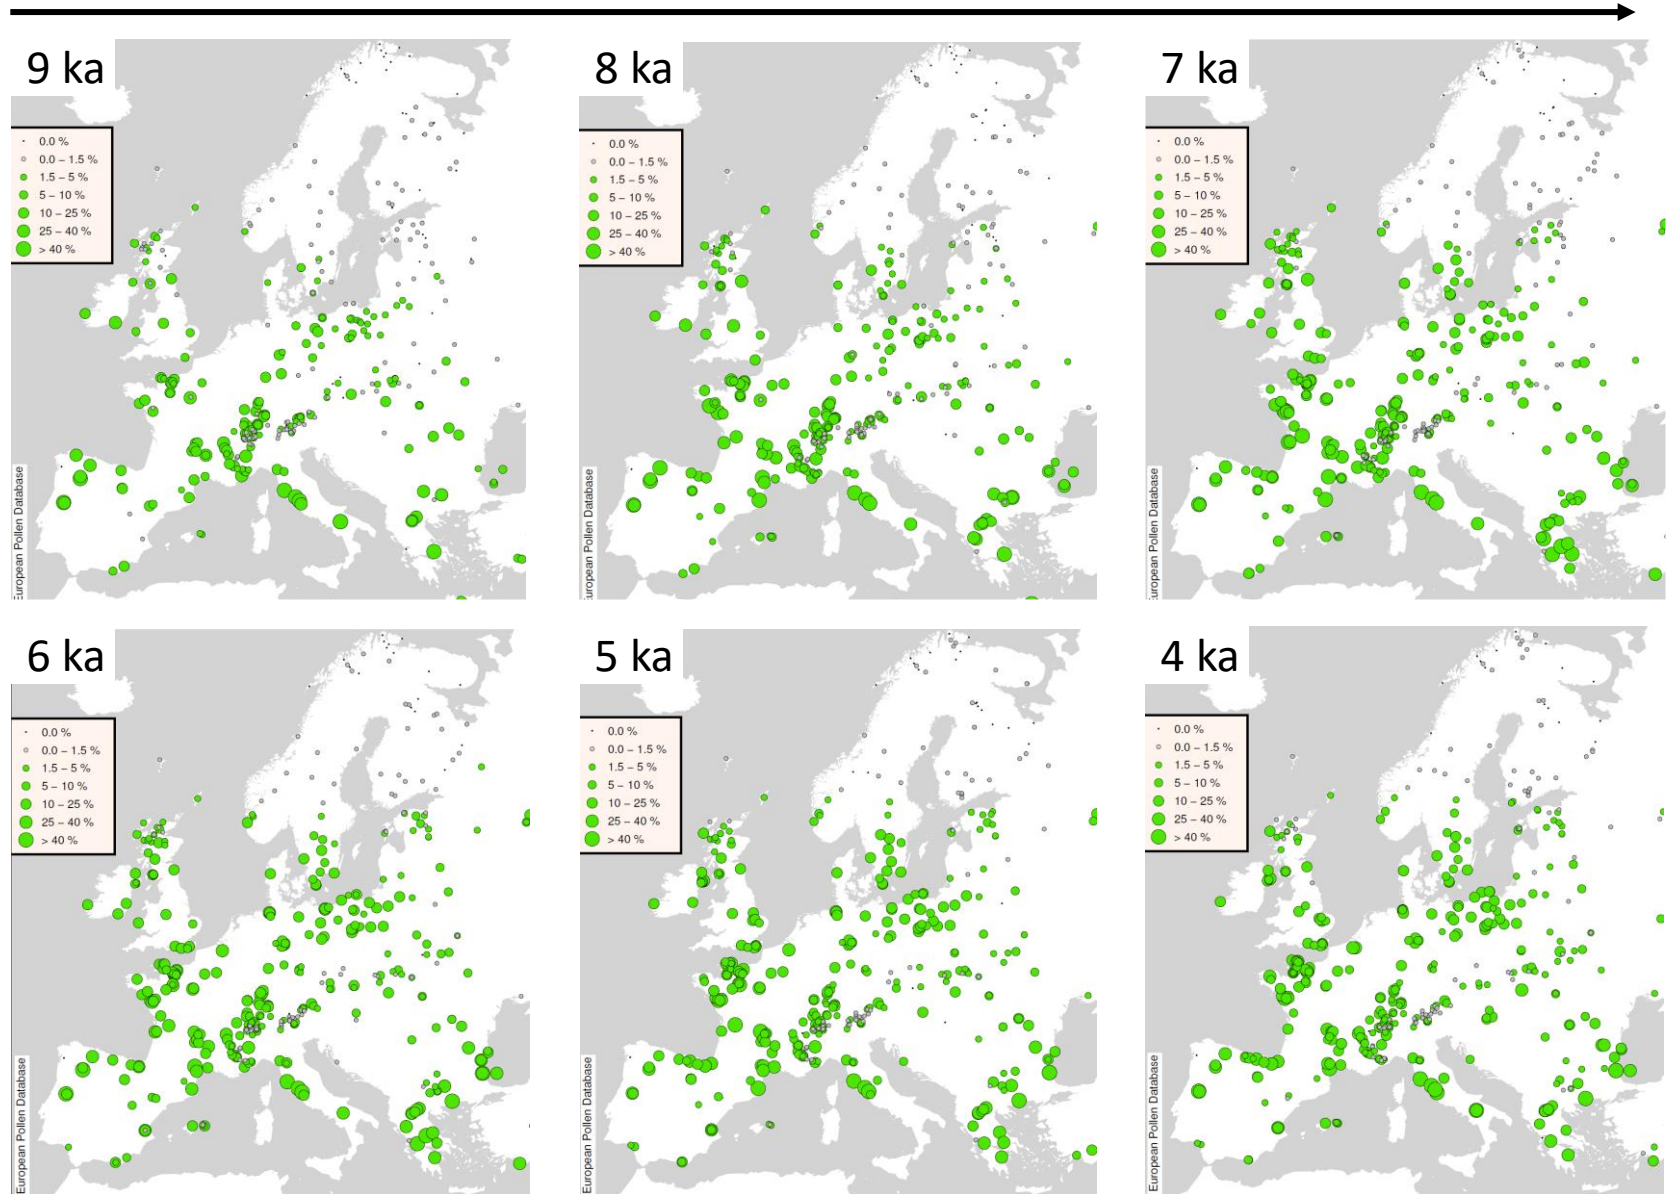 9 ka
0.0 %
0.0 – 1.5 %
1.5 – 5 %
5 – 10 %
10 – 25 %
25 – 40 %
> 40 %
European Pollen Database
8 ka
0.0 %
0.0 – 1.5 %
1.5 – 5 %
5 – 10 %
10 – 25 %
25 – 40 %
> 40 %
European Pollen Database
7 ka
0.0 %
0.0 – 1.5 %
1.5 – 5 %
5 – 10 %
10 – 25 %
25 – 40 %
> 40 %
European Pollen Database
6 ka
0.0 %
0.0 – 1.5 %
1.5 – 5 %
5 – 10 %
10 – 25 %
25 – 40 %
> 40 %
European Pollen Database
5 ka
0.0 %
0.0 – 1.5 %
1.5 – 5 %
5 – 10 %
10 – 25 %
25 – 40 %
> 40 %
European Pollen Database
4 ka
0.0 %
0.0 – 1.5 %
1.5 – 5 %
5 – 10 %
10 – 25 %
25 – 40 %
> 40 %
European Pollen Database